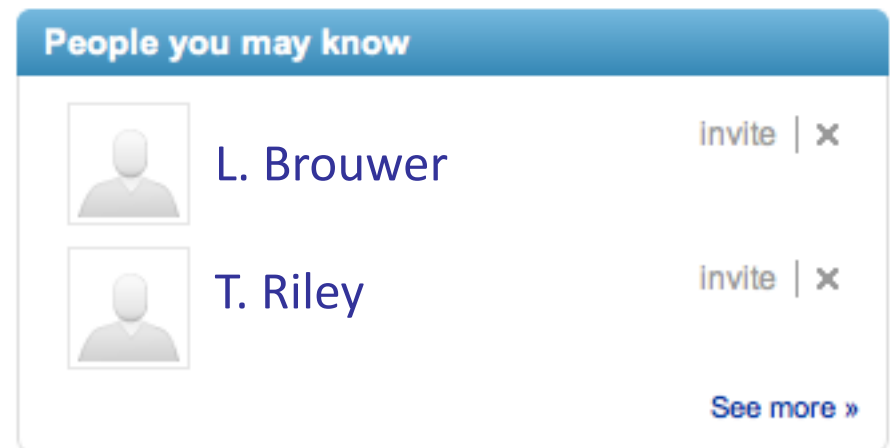 People you may know
L. Brouwer
invite | ×
T. Riley
invite | ×
See more »